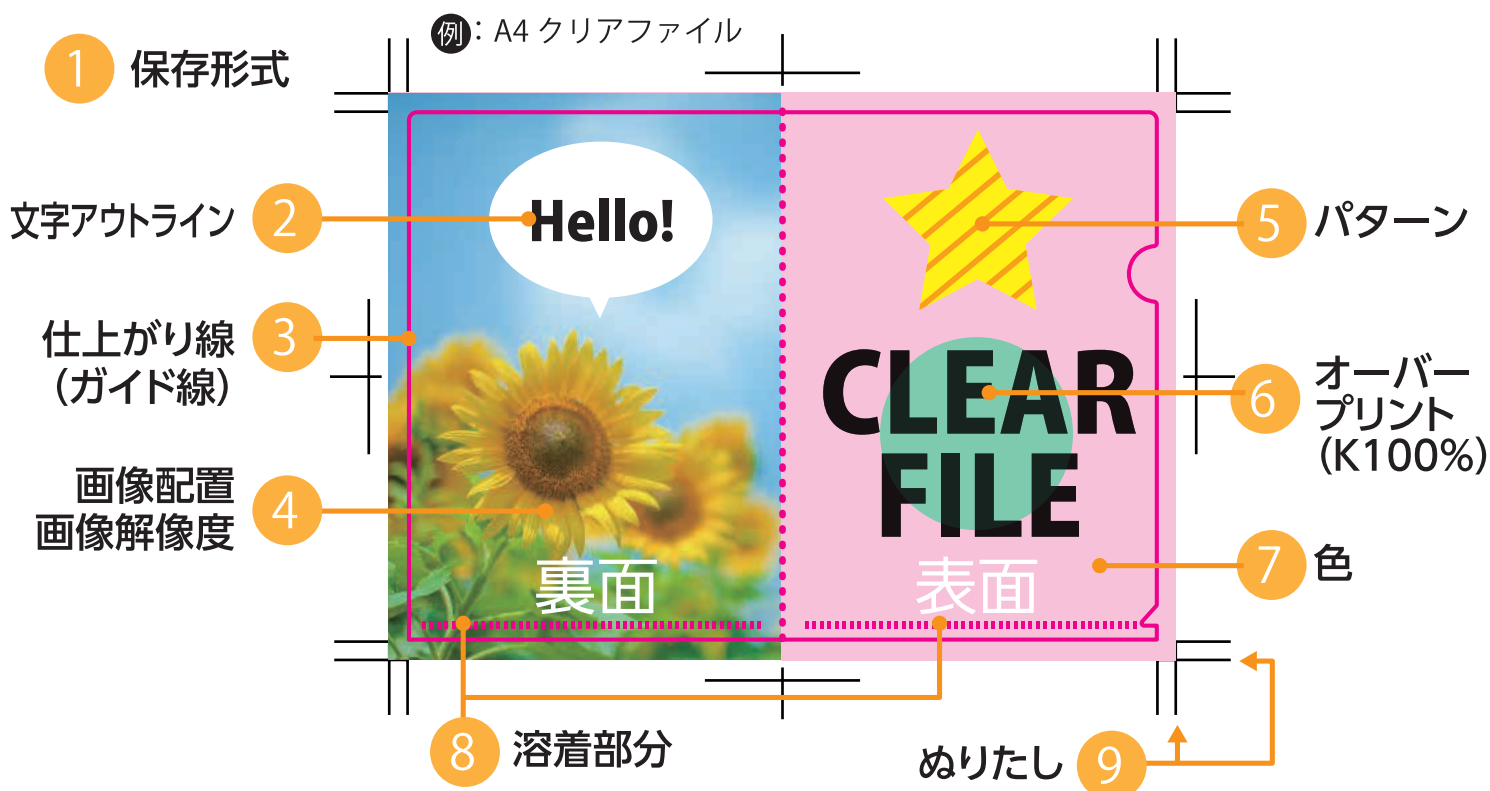 例：A4 クリアファイル
1 保存形式
2 文字アウトライン
3 仕上がり線
（ガイド線）
4 画像配置
画像解像度
Hello!
裏面
CLEAR
FILE
表面
5 パターン
6 オーバー
プリント
（K100%）
7 色
8 溶着部分
ぬりたし 9